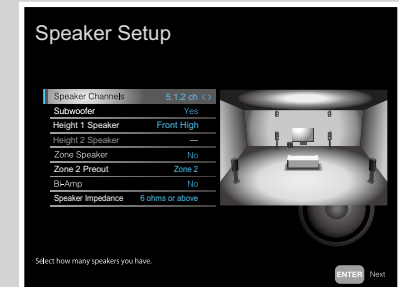 Speaker Setup
Speaker Channels 5.1.2 ch <>
Subwoofer Yes
Height 1 Speaker Front High
Height 2 Speaker —
Zone Speaker No
Zone 2 Preout Zone 2
Bi-Amp No
Speaker Impedance 6 ohms or above
Select how many speakers you have.
ENTER Next